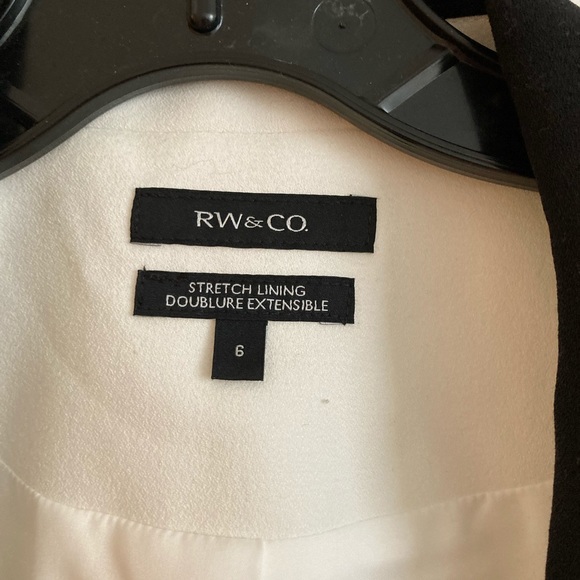 RW&CO.
STRETCH LINING
DOUBLURE EXTENSIBLE
6